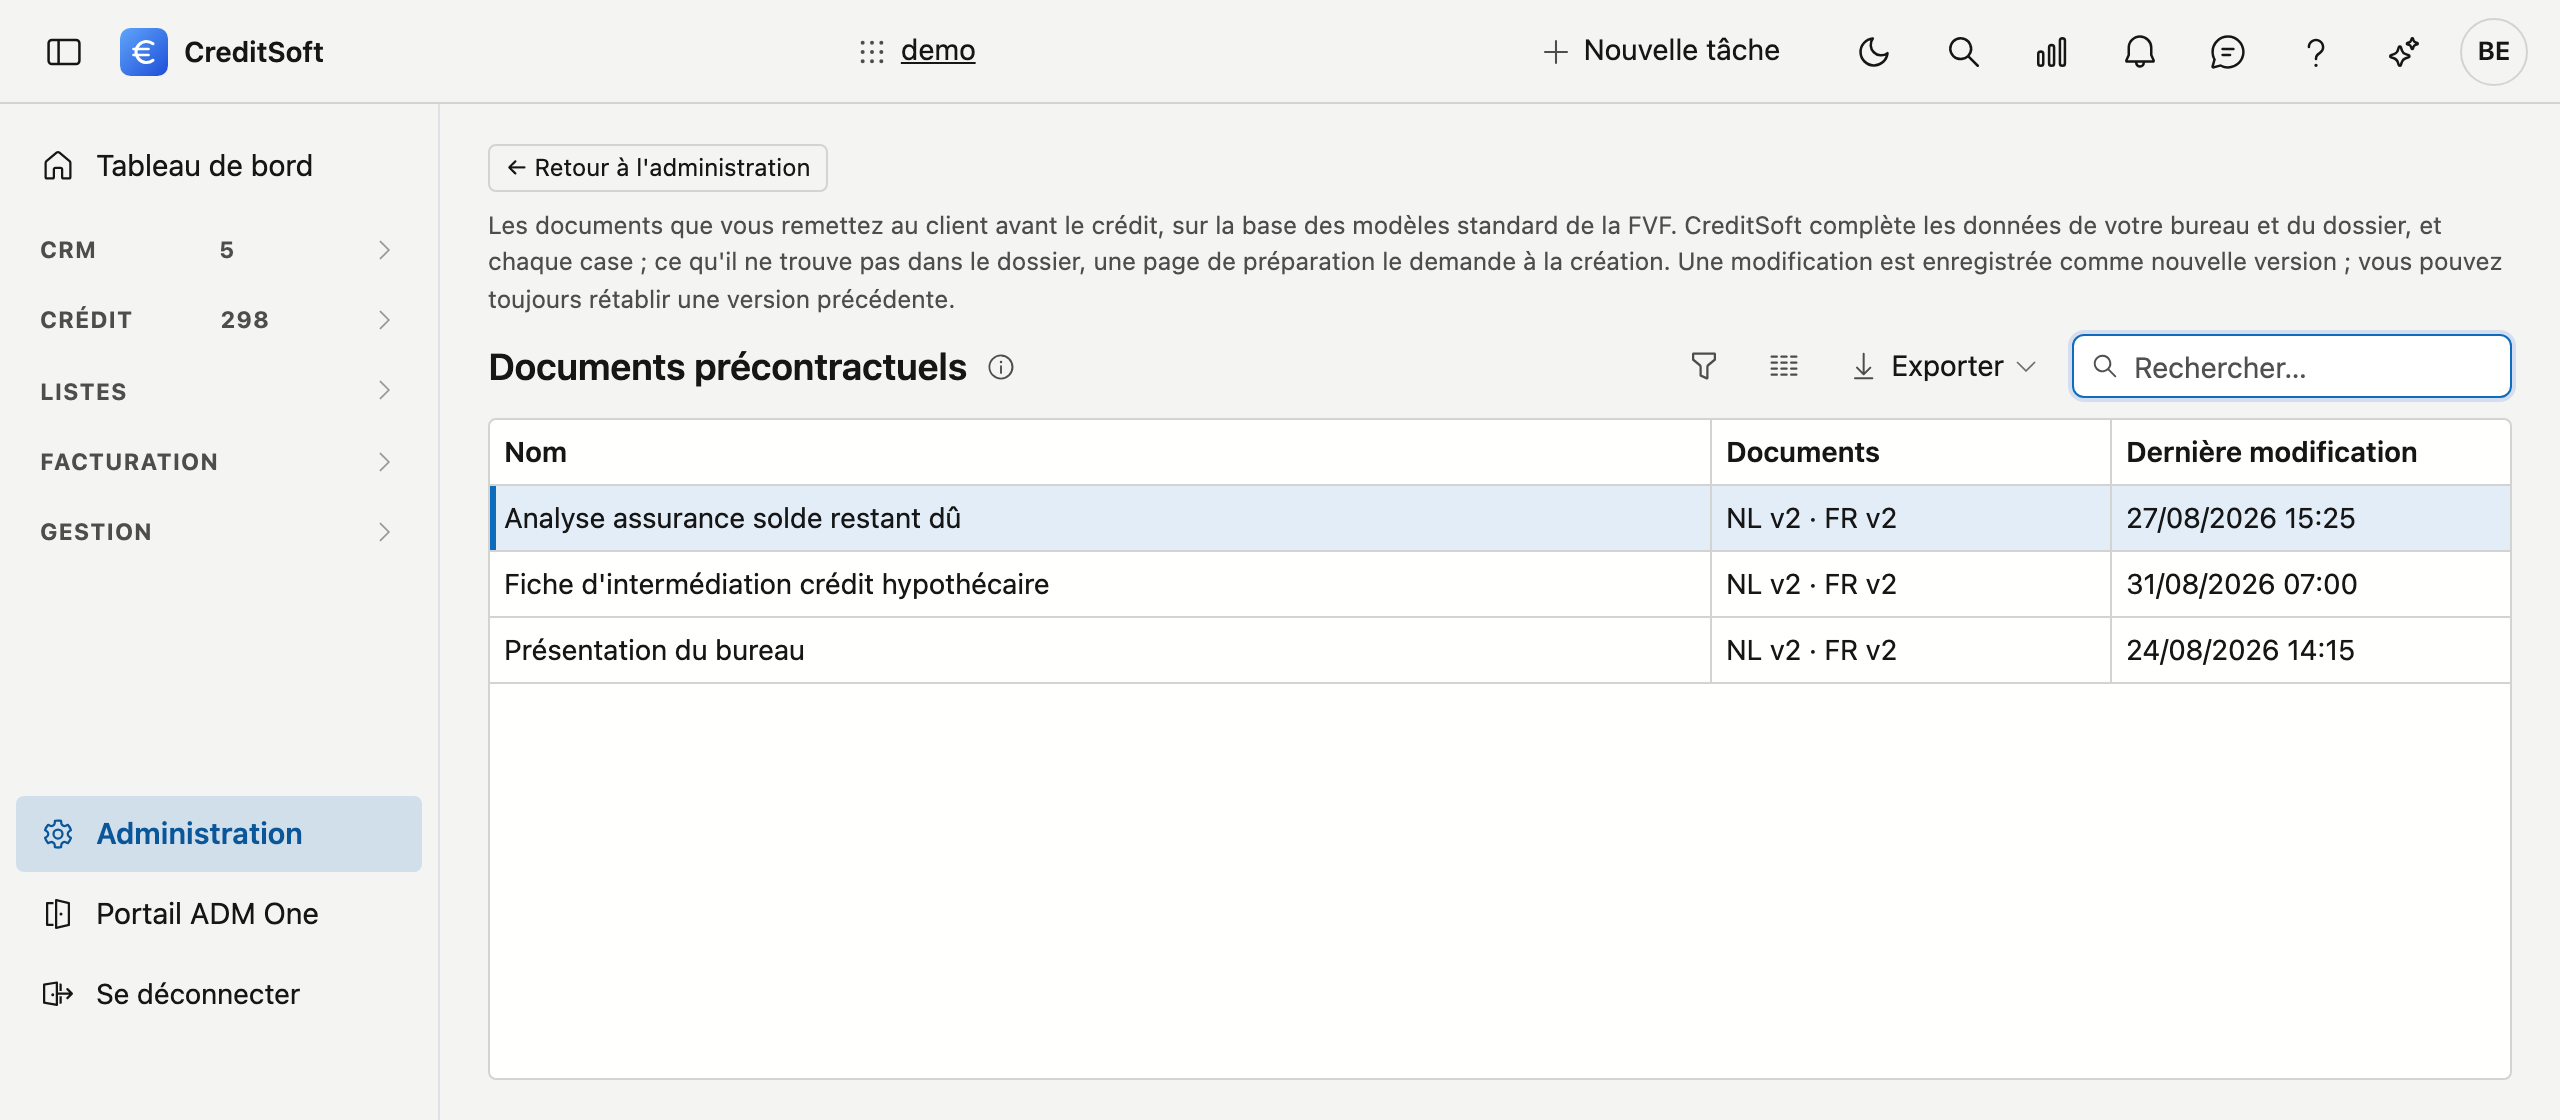 CreditSoft
demo
Nouvelle tâche
BE
Tableau de bord
CRM 5
CRÉDIT 298
LISTES
FACTURATION
GESTION
Administration
Portail ADM One
Se déconnecter
← Retour à l'administration
Les documents que vous remettez au client avant le crédit, sur la base des modèles standard de la FVF. CreditSoft complète les données de votre bureau et du dossier, et
chaque case ; ce qu'il ne trouve pas dans le dossier, une page de préparation le demande à la création. Une modification est enregistrée comme nouvelle version ; vous pouvez
toujours rétablir une version précédente.
Documents précontractuels
Exporter
Rechercher...
Nom Documents Dernière modification
Analyse assurance solde restant dû NL v2 · FR v2 27/08/2026 15:25
Fiche d'intermédiation crédit hypothécaire NL v2 · FR v2 31/08/2026 07:00
Présentation du bureau NL v2 · FR v2 24/08/2026 14:15